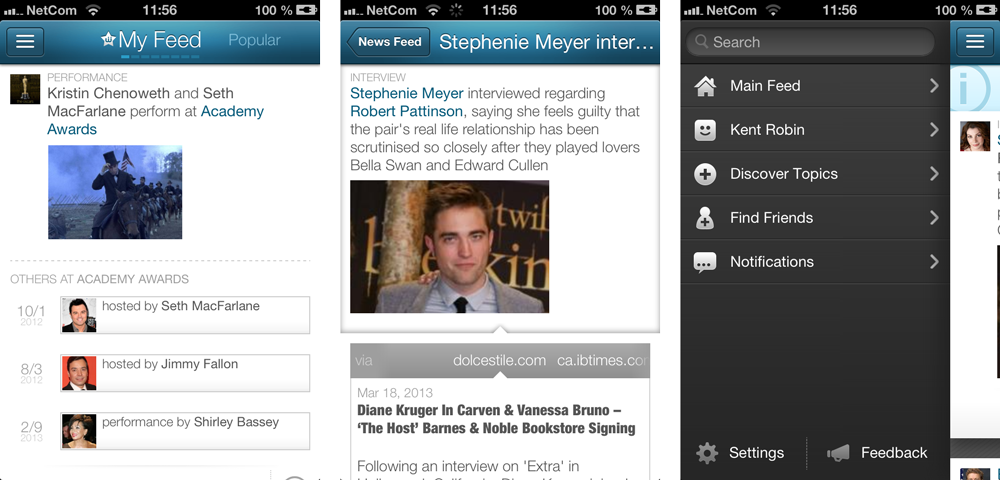 NetCom 11:56 100 %
My Feed Popular
PERFORMANCE
Kristin Chenoweth and Seth
MacFarlane perform at Academy
Awards
OTHERS AT ACADEMY AWARDS
10/1
2012
hosted by Seth MacFarlane
8/3
2012
hosted by Jimmy Fallon
2/9
2013
performance by Shirley Bassey
NetCom 11:56 100 %
News Feed Stephenie Meyer inter...
INTERVIEW
Stephenie Meyer interviewed regarding
Robert Pattinson, saying she feels guilty that
the pair's real life relationship has been
scrutinised so closely after they played lovers
Bella Swan and Edward Cullen
twi
kin
via dolcestile.com ca.ibtimes.co
Mar 18, 2013
Diane Kruger In Carven & Vanessa Bruno –
‘The Host’ Barnes & Noble Bookstore Signing
Following an interview on 'Extra' in
NetCom 11:56 100 %
Search
Main Feed
Kent Robin
Discover Topics
Find Friends
Notifications
Settings
Feedback